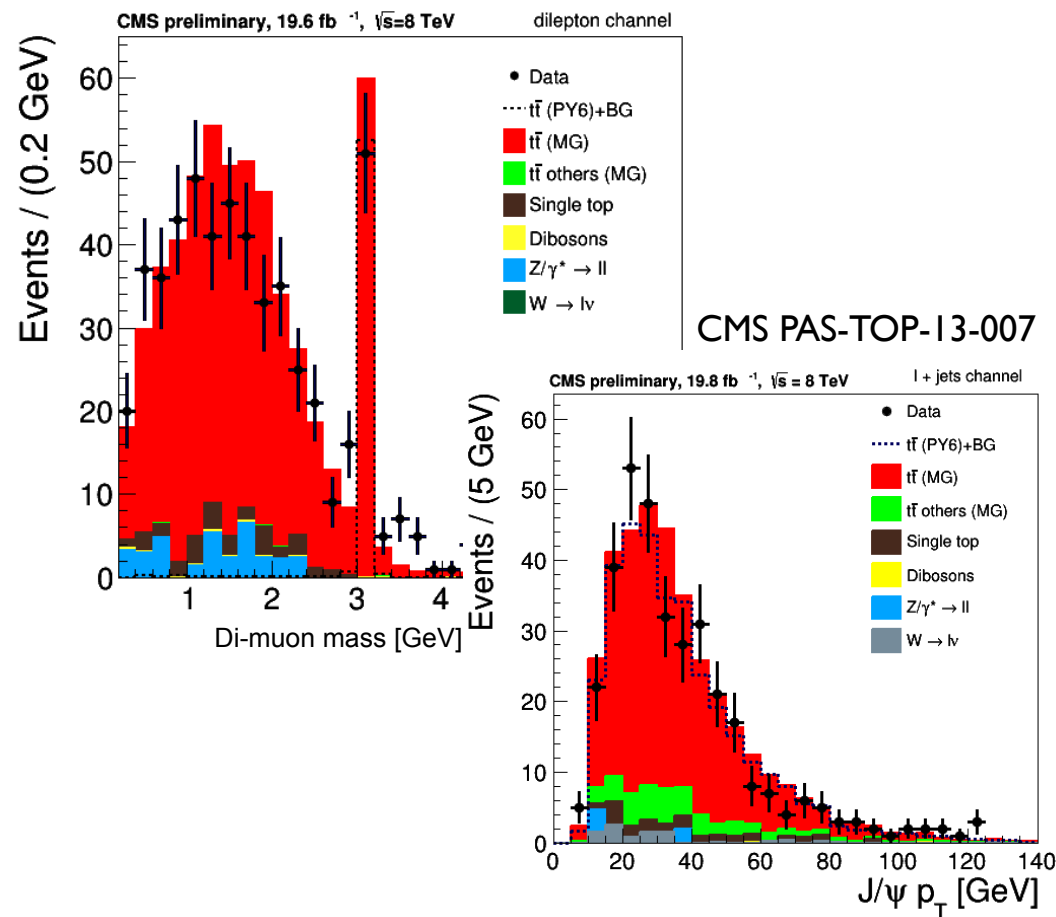 CMS preliminary, 19.6 fb⁻¹, √s=8 TeV
dilepton channel
Events / (0.2 GeV)
60
50
40
30
20
10
0
1
2
3
4
Di-muon mass [GeV]
Data
tt̄ (PY6)+BG
tt̄ (MG)
tt̄ others (MG)
Single top
Dibosons
Z/γ* → ll
W → lν
CMS PAS-TOP-13-007
CMS preliminary, 19.8 fb⁻¹, √s = 8 TeV
l + jets channel
Events / (5 GeV)
60
50
40
30
20
10
0
0
20
40
60
80
100
120
140
J/ψ p_T [GeV]
Data
tt̄ (PY6)+BG
tt̄ (MG)
tt̄ others (MG)
Single top
Dibosons
Z/γ* → ll
W → lν